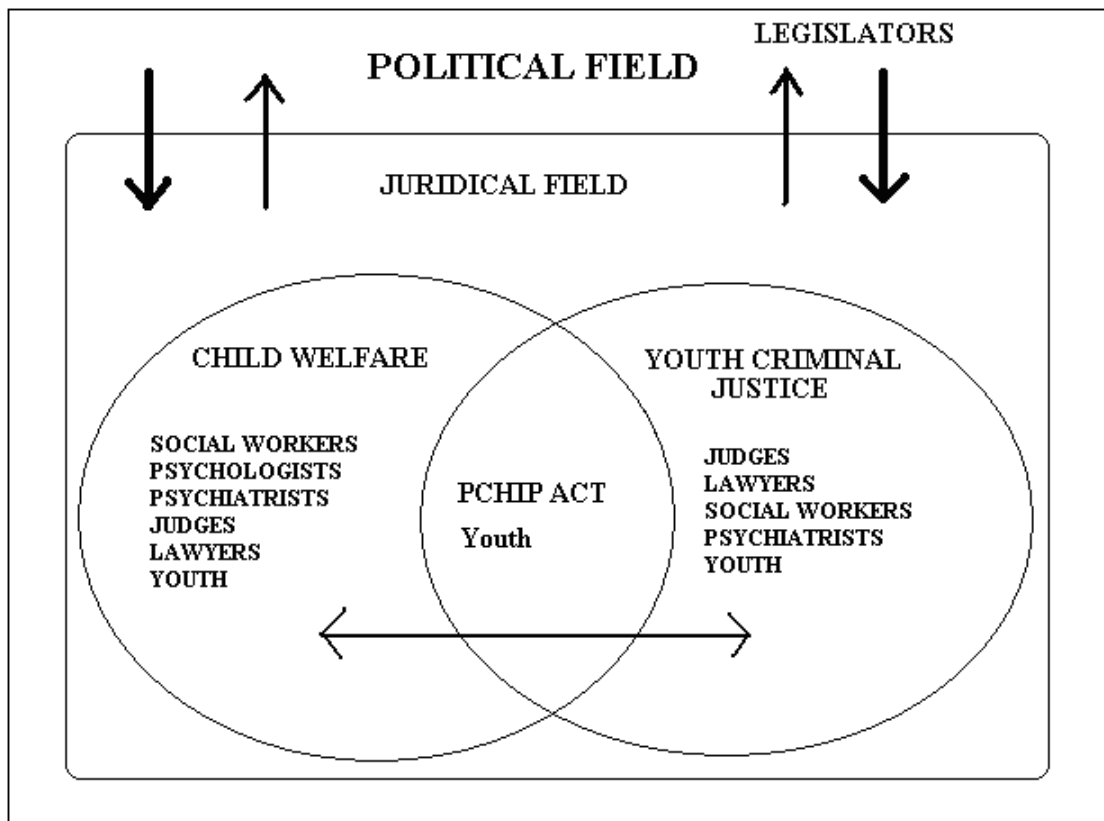 LEGISLATORS
POLITICAL FIELD
JURIDICAL FIELD
CHILD WELFARE
SOCIAL WORKERS
PSYCHOLOGISTS
PSYCHIATRISTS
JUDGES
LAWYERS
YOUTH
PCHIP ACT
Youth
YOUTH CRIMINAL
JUSTICE
JUDGES
LAWYERS
SOCIAL WORKERS
PSYCHIATRISTS
YOUTH